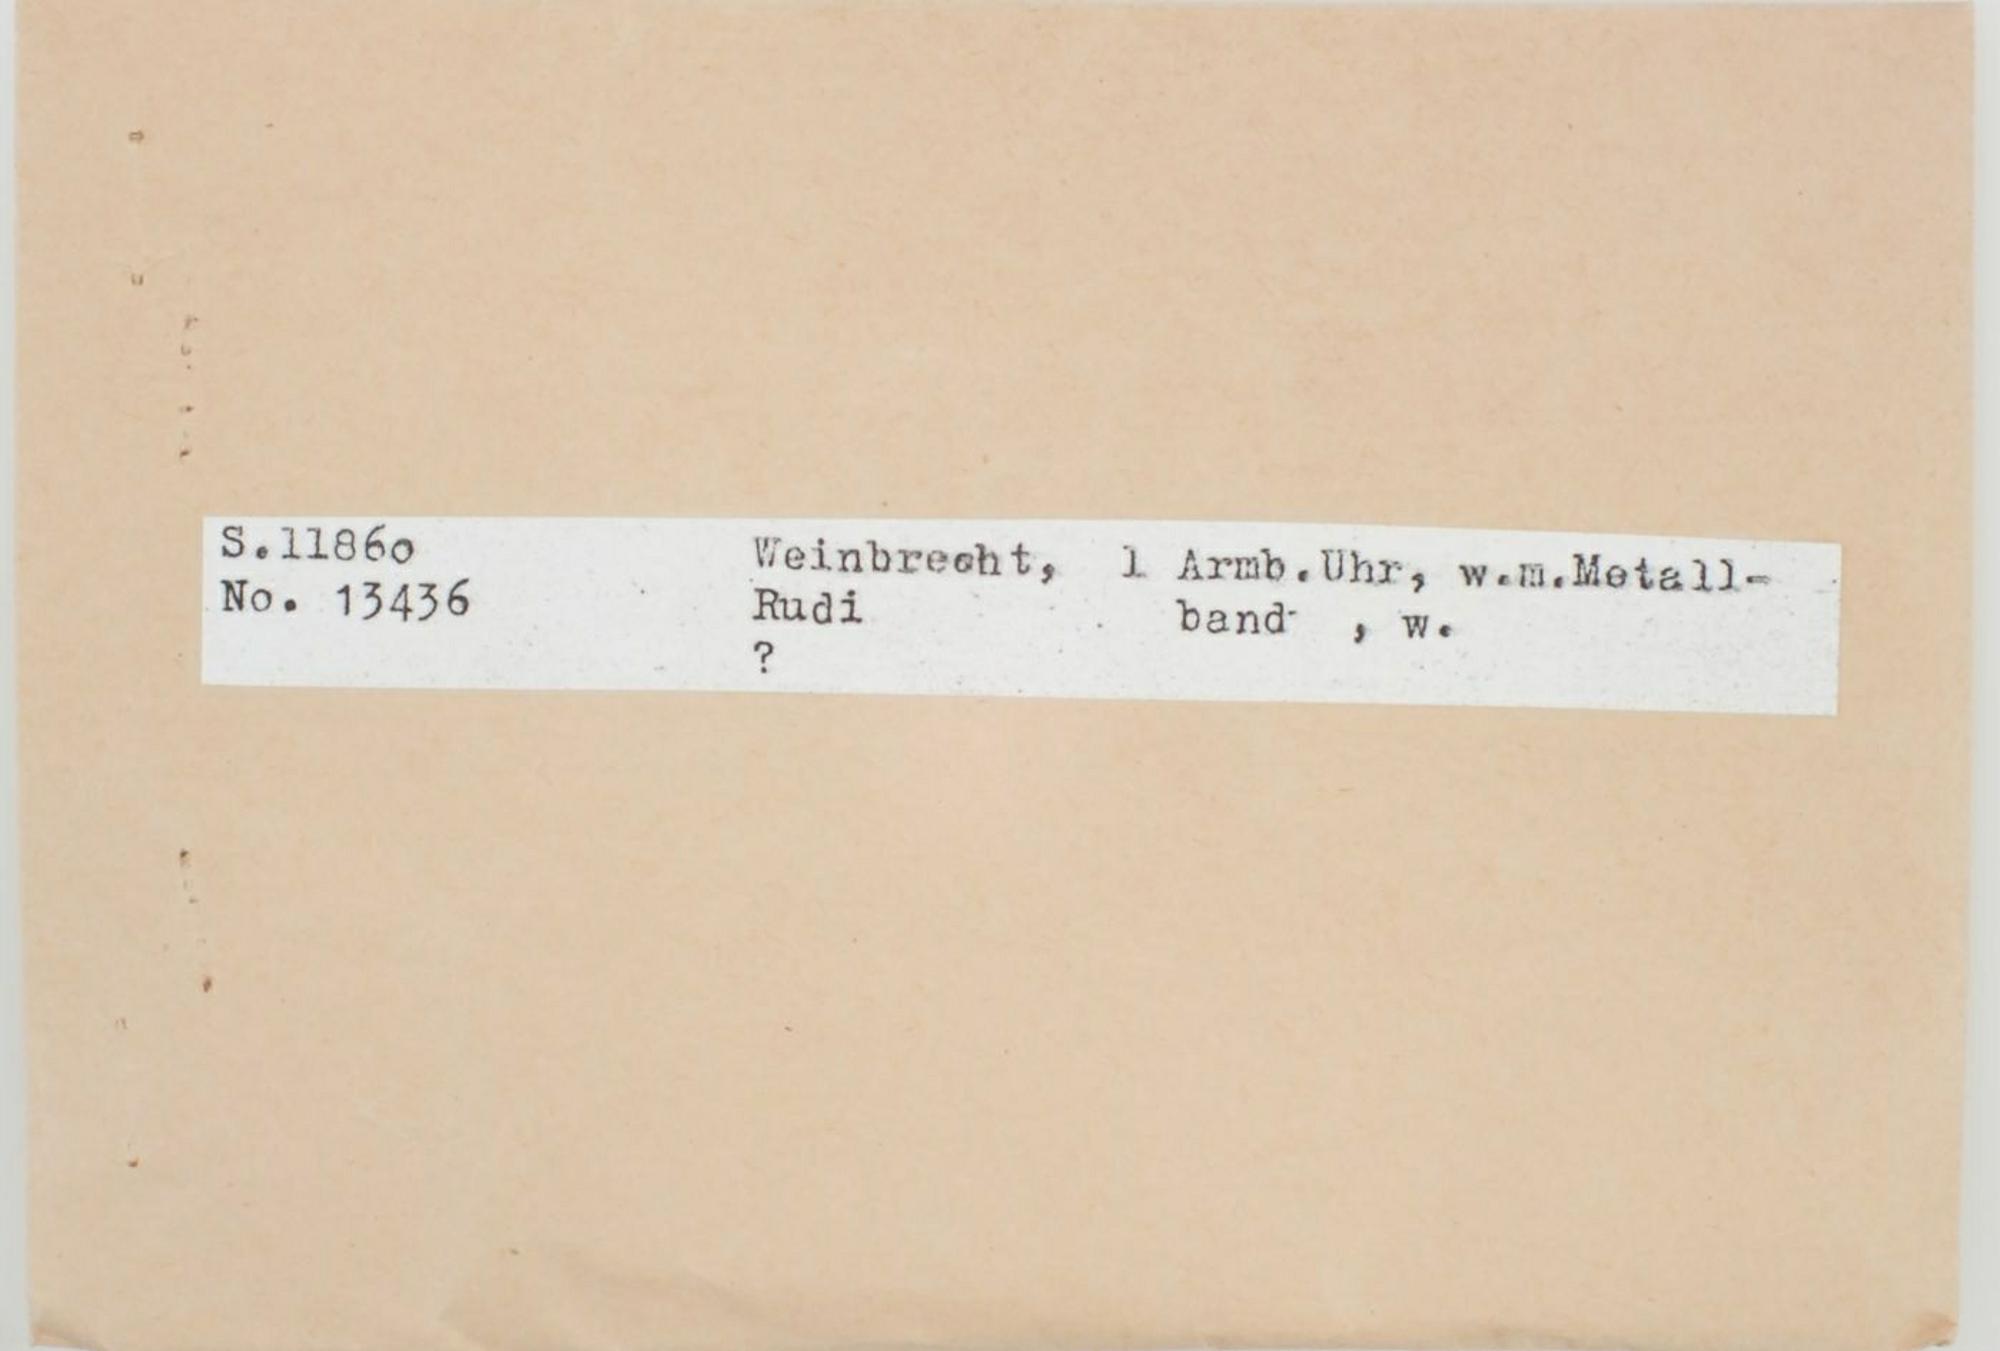 S.11860
No. 13436
Weinbrecht,
Rudi
?
1 Armb.Uhr, w.m.Metall-
band , w.